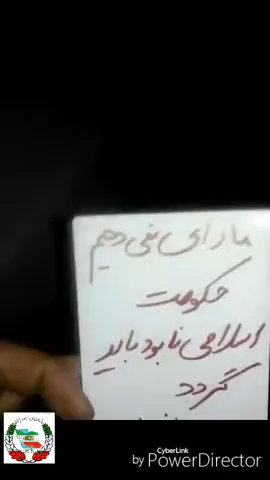 ما رای نمی دهیم
حکومت
اسلامی نابود باید
گردد
CyberLink
by PowerDirector